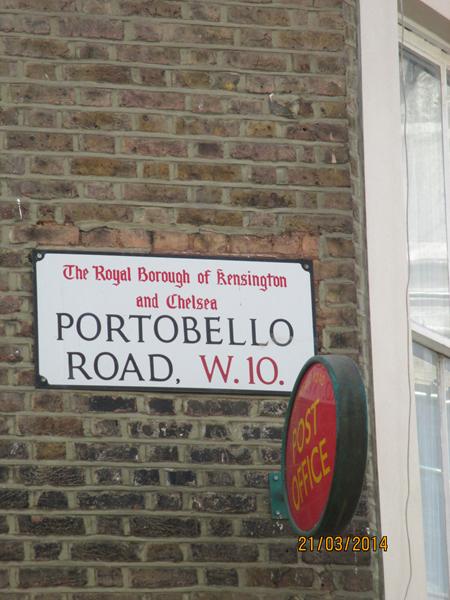 The Royal Borough of Kensington
and Chelsea
PORTOBELLO
ROAD, W.10.
POST
OFFICE
21/03/2014